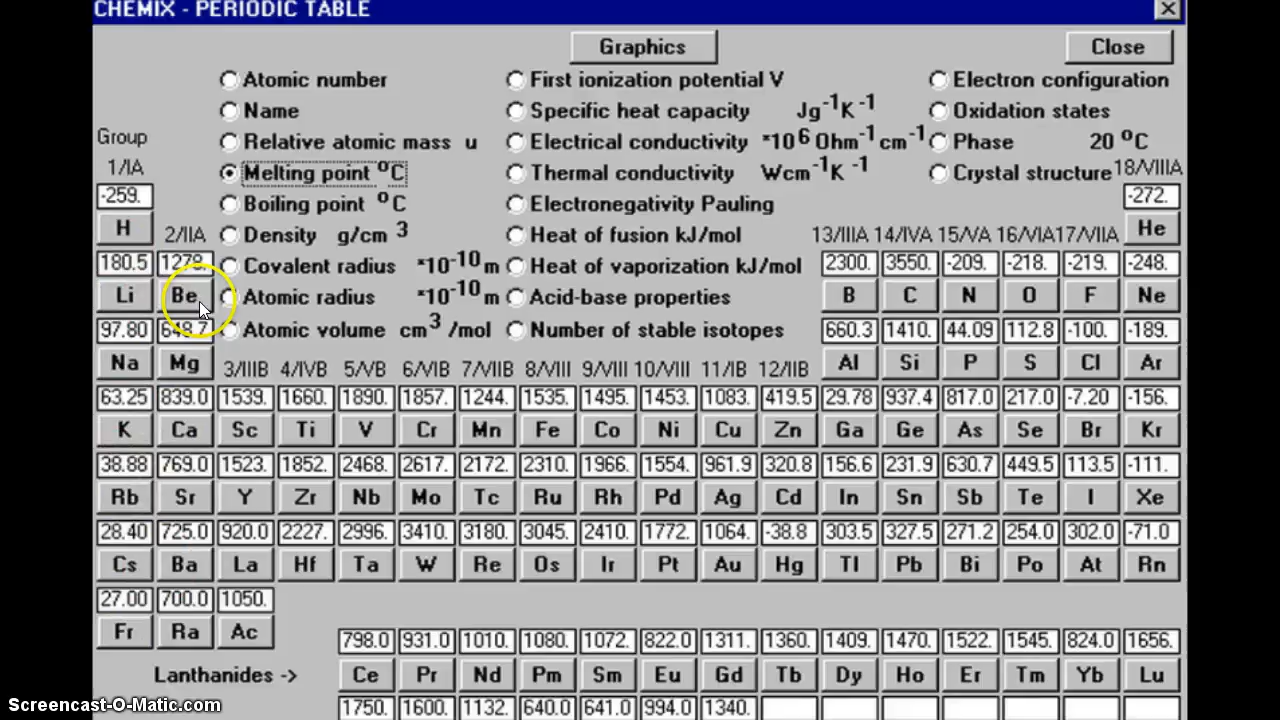 CHEMIX - PERIODIC TABLE
Graphics Close
Atomic number First ionization potential V Electron configuration
Name Specific heat capacity Jg-1K-1 Oxidation states
Group Relative atomic mass u Electrical conductivity *10 6 Ohm-1cm-1 Phase 20 oC
1/IA Melting point oC Thermal conductivity Wcm-1K-1 Crystal structure 18/VIIIA
-259. Boiling point oC Electronegativity Pauling -272.
H 2/IIA Density g/cm 3 Heat of fusion kJ/mol 13/IIIA 14/IVA 15/VA 16/VIA 17/VIIA He
180.5 1278. Covalent radius *10-10 m Heat of vaporization kJ/mol 2300. 3550. -209. -218. -219. -248.
Li Be Atomic radius *10-10 m Acid-base properties B C N O F Ne
97.80 648.7 Atomic volume cm3 /mol Number of stable isotopes 660.3 1410. 44.09 112.8 -100. -189.
Na Mg 3/IIIB 4/IVB 5/VB 6/VIB 7/VIIB 8/VIII 9/VIII 10/VIII 11/IB 12/IIB Al Si P S Cl Ar
63.25 839.0 1539. 1660. 1890. 1857. 1244. 1535. 1495. 1453. 1083. 419.5 29.78 937.4 817.0 217.0 -7.20 -156.
K Ca Sc Ti V Cr Mn Fe Co Ni Cu Zn Ga Ge As Se Br Kr
38.88 769.0 1523. 1852. 2468. 2617. 2172. 2310. 1966. 1554. 961.9 320.8 156.6 231.9 630.7 449.5 113.5 -111.
Rb Sr Y Zr Nb Mo Tc Ru Rh Pd Ag Cd In Sn Sb Te I Xe
28.40 725.0 920.0 2227. 2996. 3410. 3180. 3045. 2410. 1772. 1064. -38.8 303.5 327.5 271.2 254.0 302.0 -71.0
Cs Ba La Hf Ta W Re Os Ir Pt Au Hg Tl Pb Bi Po At Rn
27.00 700.0 1050.
Fr Ra Ac
798.0 931.0 1010. 1080. 1072. 822.0 1311. 1360. 1409. 1470. 1522. 1545. 824.0 1656.
Lanthanides -> Ce Pr Nd Pm Sm Eu Gd Tb Dy Ho Er Tm Yb Lu
1750. 1600. 1132. 640.0 641.0 994.0 1340.
Screencast-O-Matic.com